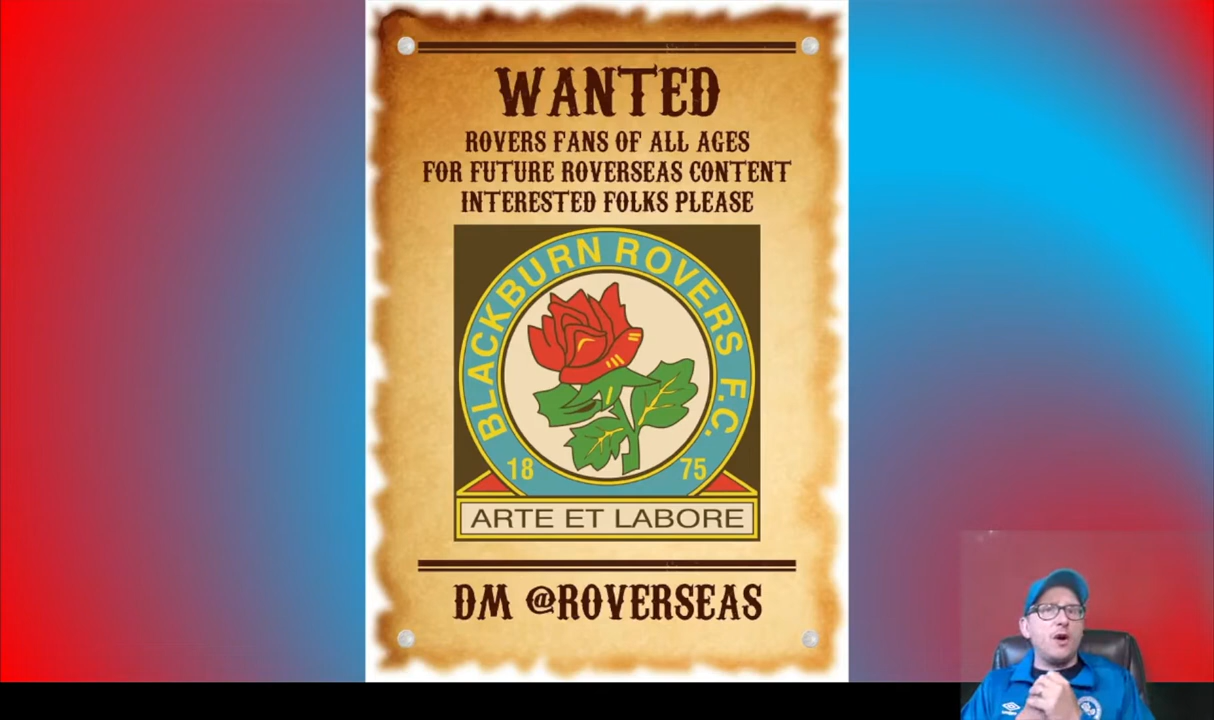 WANTED
ROVERS FANS OF ALL AGES
FOR FUTURE ROVERSEAS CONTENT
INTERESTED FOLKS PLEASE
BLACKBURN ROVERS F.C.
18 75
ARTE ET LABORE
DM @ROVERSEAS